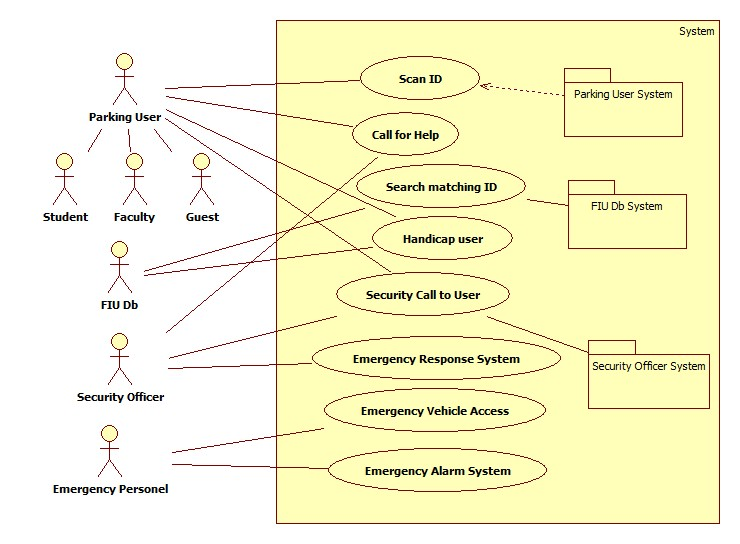 System
Scan ID
Parking User System
Parking User
Call for Help
Search matching ID
FIU Db System
Student
Faculty
Guest
Handicap user
FIU Db
Security Call to User
Emergency Response System
Security Officer System
Security Officer
Emergency Vehicle Access
Emergency Alarm System
Emergency Personel